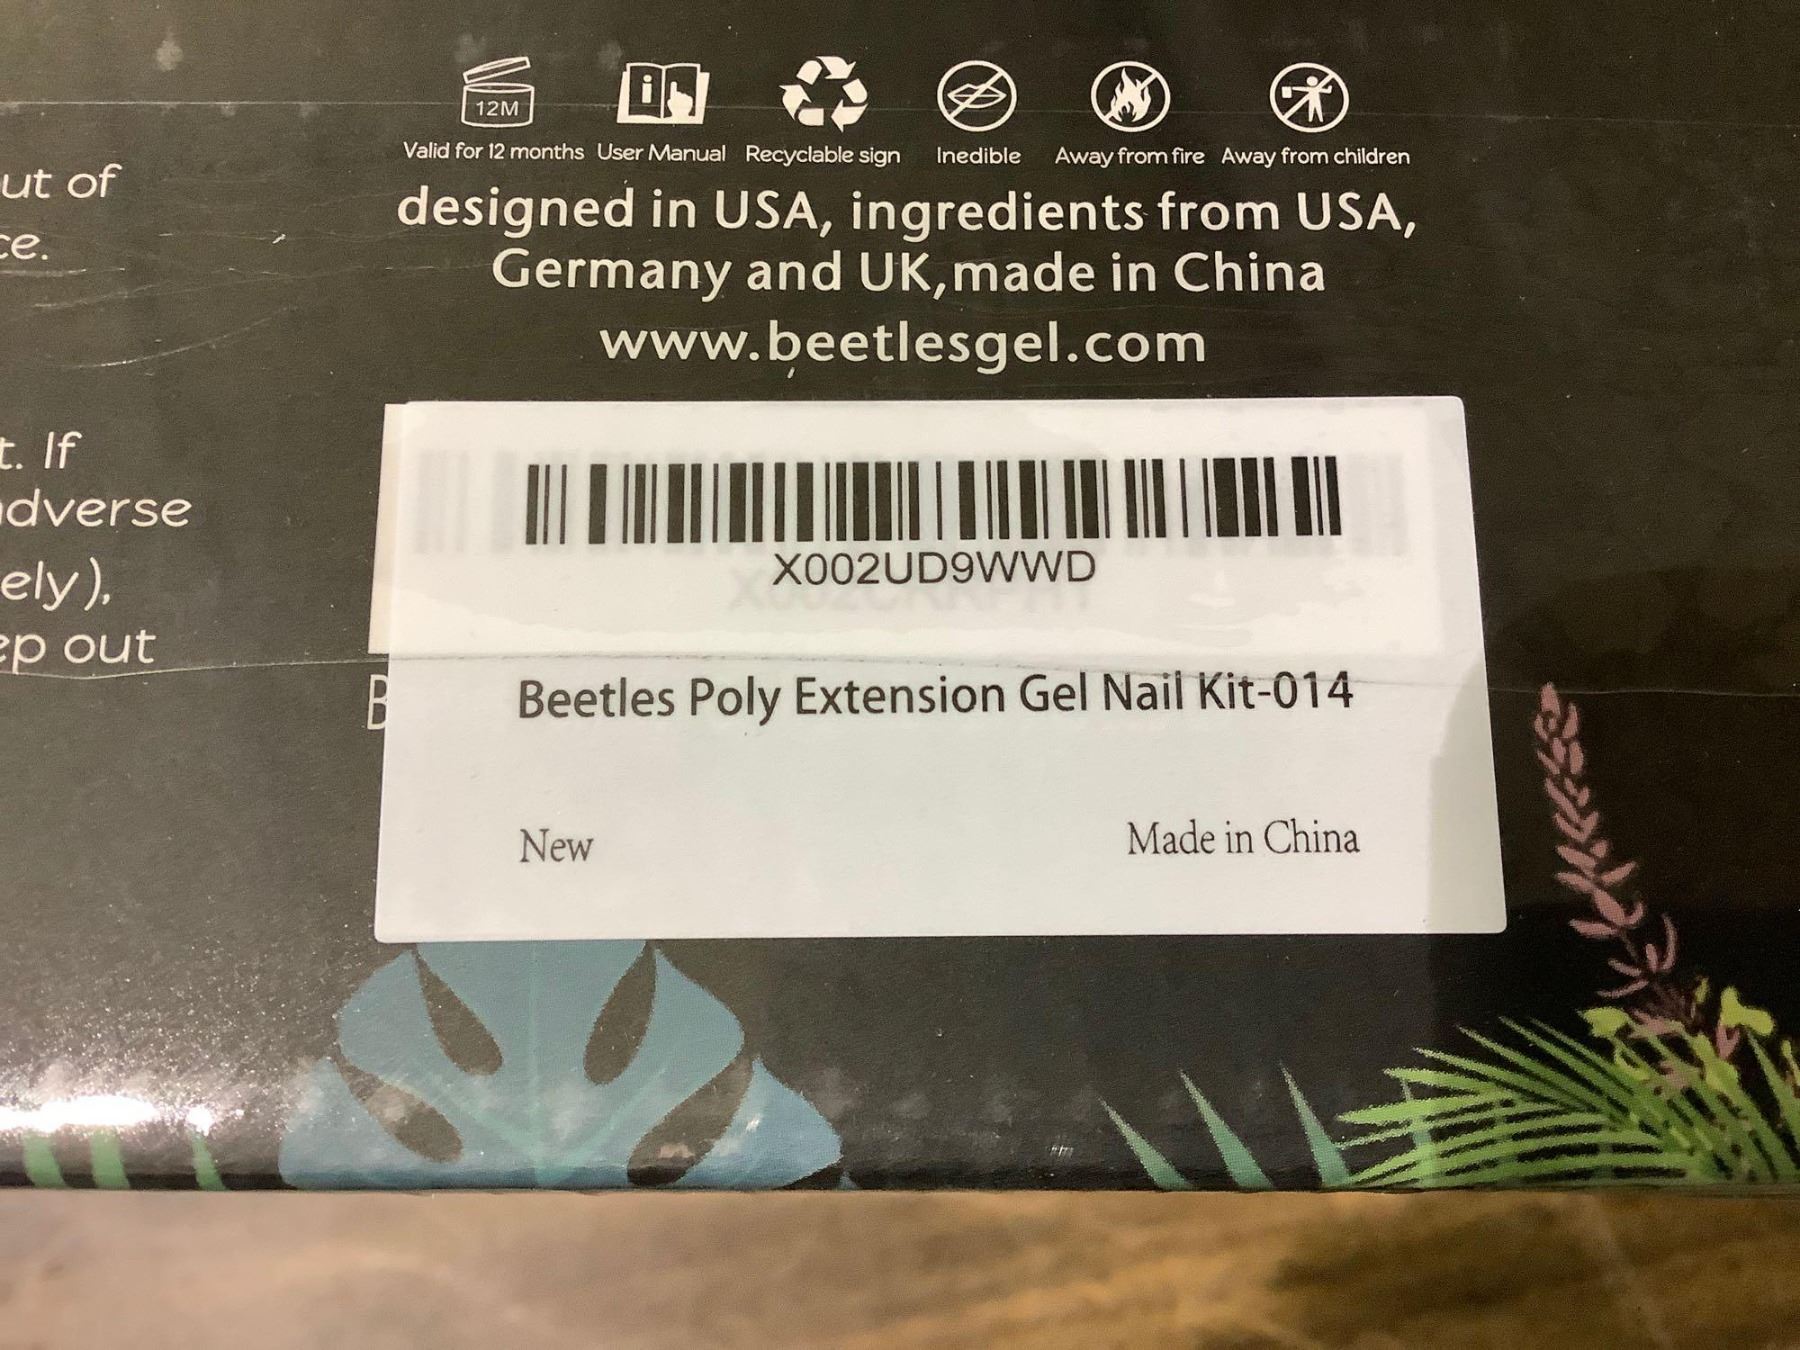 12M
Valid for 12 months User Manual Recyclable sign Inedible Away from fire Away from children
designed in USA, ingredients from USA,
Germany and UK,made in China
www.beetlesgel.com
ut of
ce.
t. If
dverse
ely),
ep out
X002UD9WWD
B
Beetles Poly Extension Gel Nail Kit-014
New Made in China